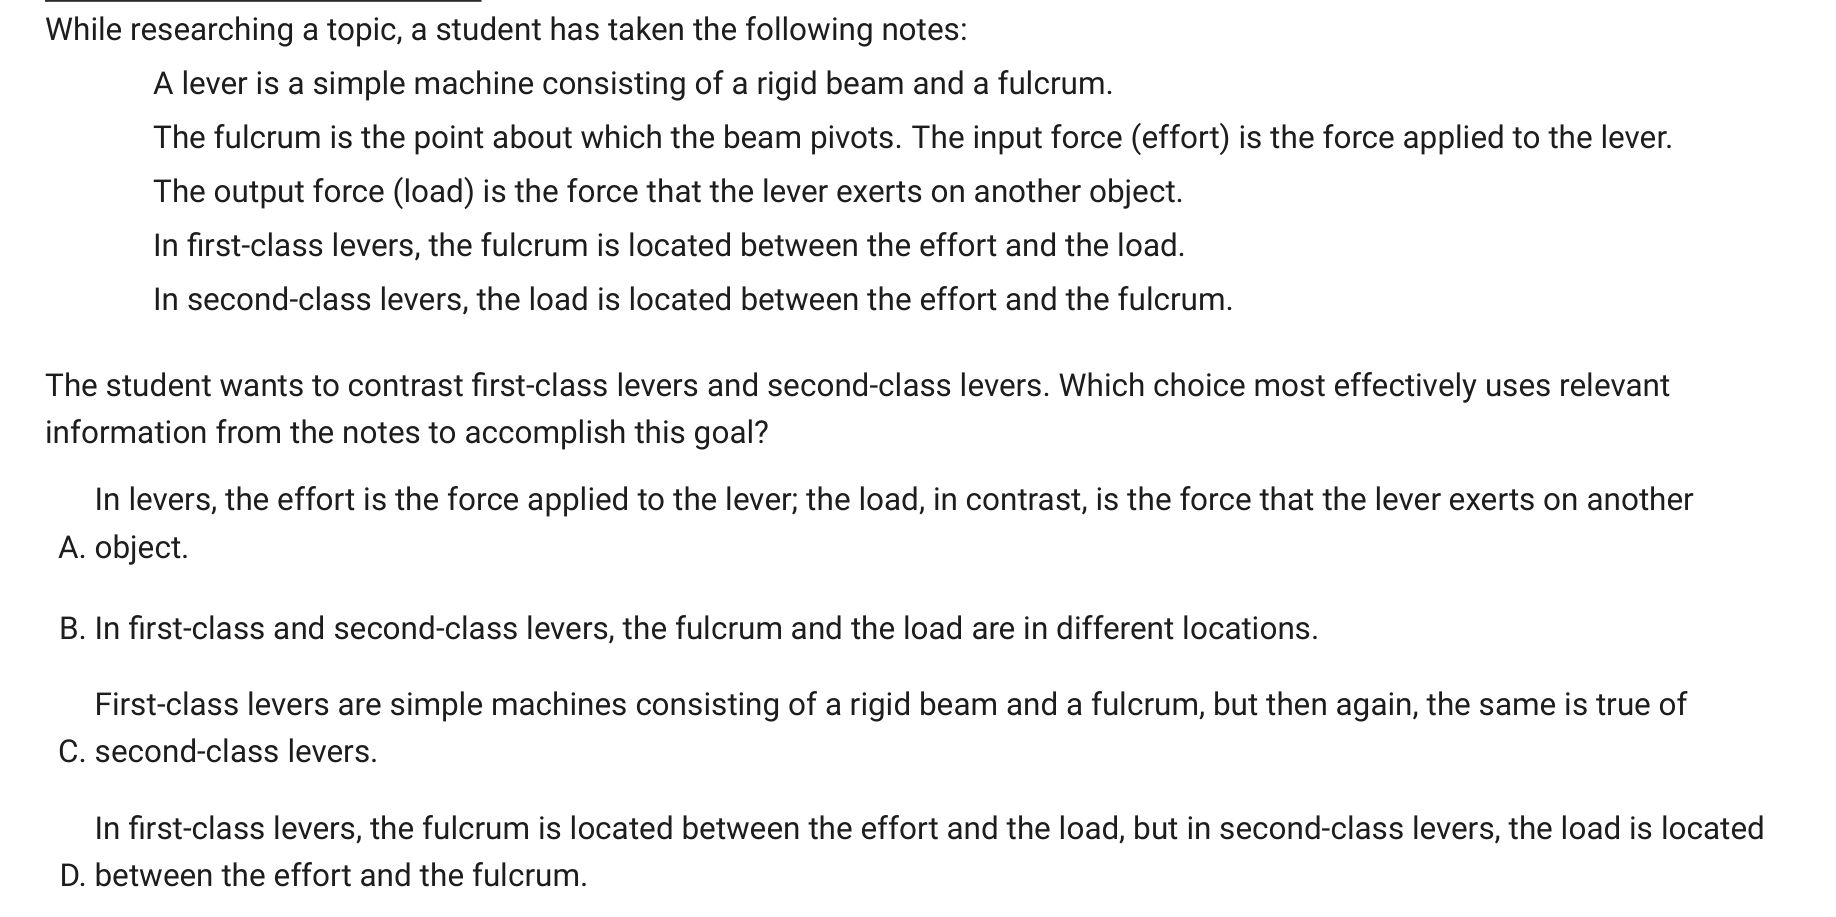 While researching a topic, a student has taken the following notes:
A lever is a simple machine consisting of a rigid beam and a fulcrum.
The fulcrum is the point about which the beam pivots. The input force (effort) is the force applied to the lever.
The output force (load) is the force that the lever exerts on another object.
In first-class levers, the fulcrum is located between the effort and the load.
In second-class levers, the load is located between the effort and the fulcrum.
The student wants to contrast first-class levers and second-class levers. Which choice most effectively uses relevant
information from the notes to accomplish this goal?
In levers, the effort is the force applied to the lever; the load, in contrast, is the force that the lever exerts on another
A. object.
B. In first-class and second-class levers, the fulcrum and the load are in different locations.
First-class levers are simple machines consisting of a rigid beam and a fulcrum, but then again, the same is true of
C. second-class levers.
In first-class levers, the fulcrum is located between the effort and the load, but in second-class levers, the load is located
D. between the effort and the fulcrum.